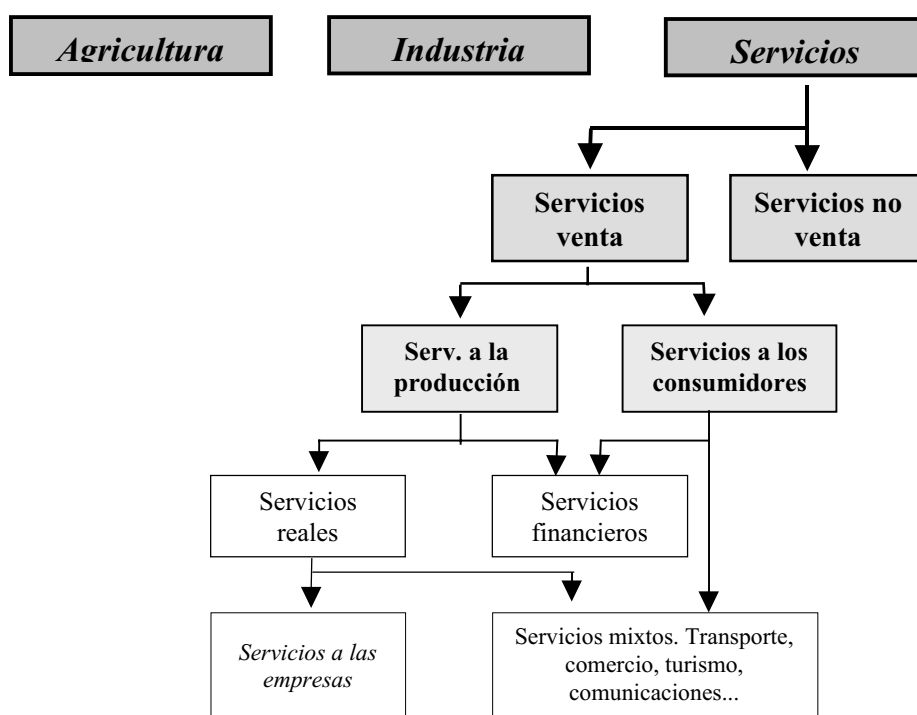 Agricultura
Industria
Servicios
Servicios
venta
Servicios no
venta
Serv. a la
producción
Servicios a los
consumidores
Servicios
reales
Servicios
financieros
Servicios a las
empresas
Servicios mixtos. Transporte,
comercio, turismo,
comunicaciones...